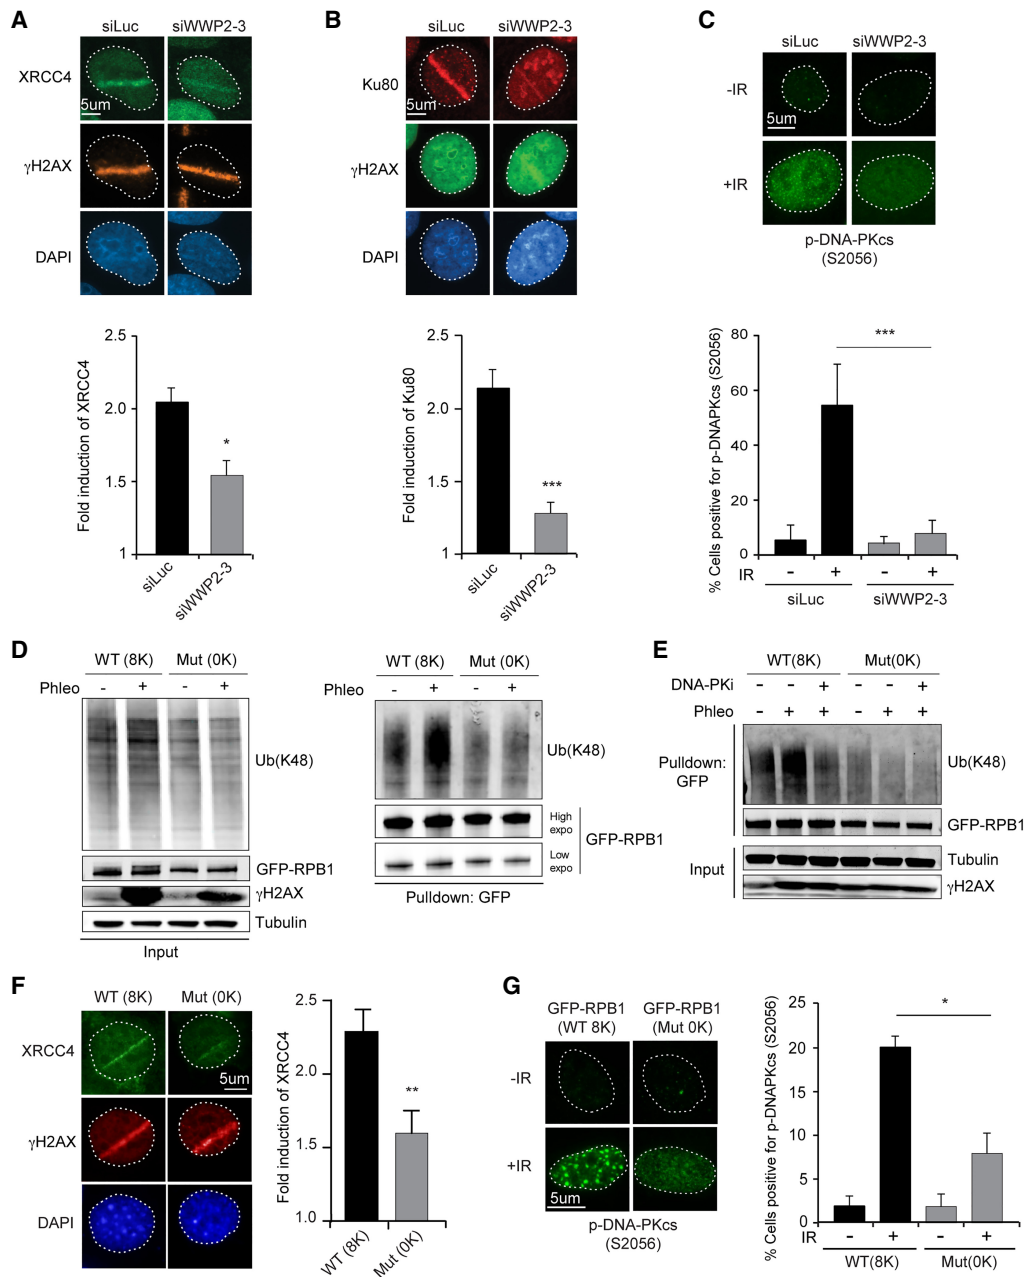 A
siLuc siWWP2-3
XRCC4
5um
γH2AX
DAPI
Fold induction of XRCC4
2.5
2.0
1.5
1
*
siLuc
siWWP2-3
B
siLuc siWWP2-3
Ku80
5um
γH2AX
DAPI
Fold induction of Ku80
2.5
2.0
1.5
1
***
siLuc
siWWP2-3
C
siLuc siWWP2-3
-IR
5um
+IR
p-DNA-PKcs
(S2056)
% Cells positive for p-DNAPKcs (S2056)
80
60
40
20
0
***
IR - + - +
siLuc siWWP2-3
D
WT (8K) Mut (0K)
Phleo - + - +
Ub(K48)
GFP-RPB1
γH2AX
Tubulin
Input
WT (8K) Mut (0K)
Phleo - + - +
Ub(K48)
High
expo
Low
expo
GFP-RPB1
Pulldown: GFP
E
WT(8K) Mut(0K)
DNA-PKi - - + - - +
Phleo - + + - + +
Pulldown:
GFP
Ub(K48)
GFP-RPB1
Input
Tubulin
γH2AX
F
WT (8K) Mut (0K)
XRCC4
5um
γH2AX
DAPI
Fold induction of XRCC4
2.5
2.0
1.5
1.0
**
WT (8K)
Mut (0K)
G
GFP-RPB1 GFP-RPB1
(WT 8K) (Mut 0K)
-IR
+IR
5um
p-DNA-PKcs
(S2056)
% Cells positive for p-DNAPKcs (S2056)
25
20
15
10
5
0
*
IR - + - +
WT(8K) Mut(0K)